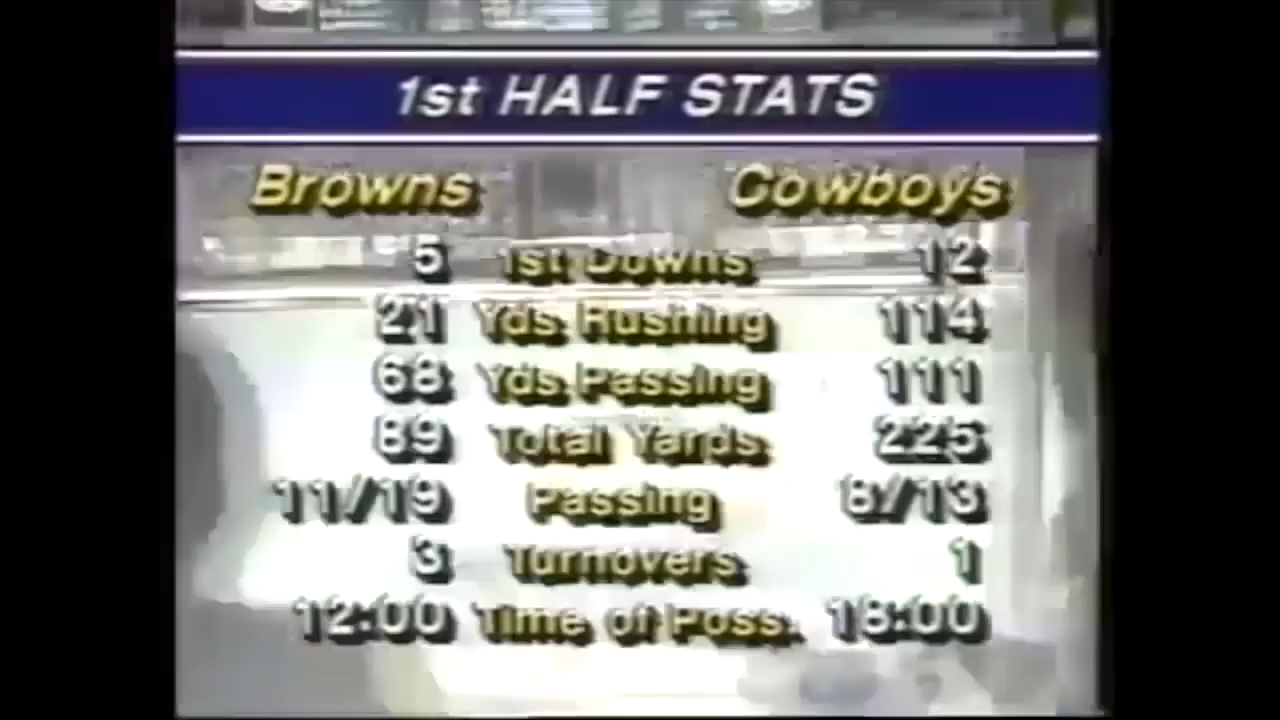 1st HALF STATS
Browns Cowboys
5 1st Downs 12
21 Yds. Rushing 114
68 Yds. Passing 111
89 Total Yards 225
11/19 Passing 8/13
3 Turnovers 1
12:00 Time of Poss. 18:00